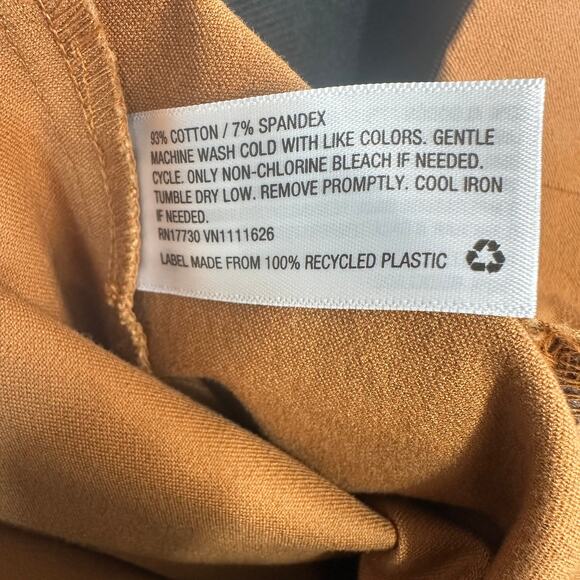 93% COTTON / 7% SPANDEX
MACHINE WASH COLD WITH LIKE COLORS. GENTLE
CYCLE. ONLY NON-CHLORINE BLEACH IF NEEDED.
TUMBLE DRY LOW. REMOVE PROMPTLY. COOL IRON
IF NEEDED.
RN17730 VN1111626
LABEL MADE FROM 100% RECYCLED PLASTIC